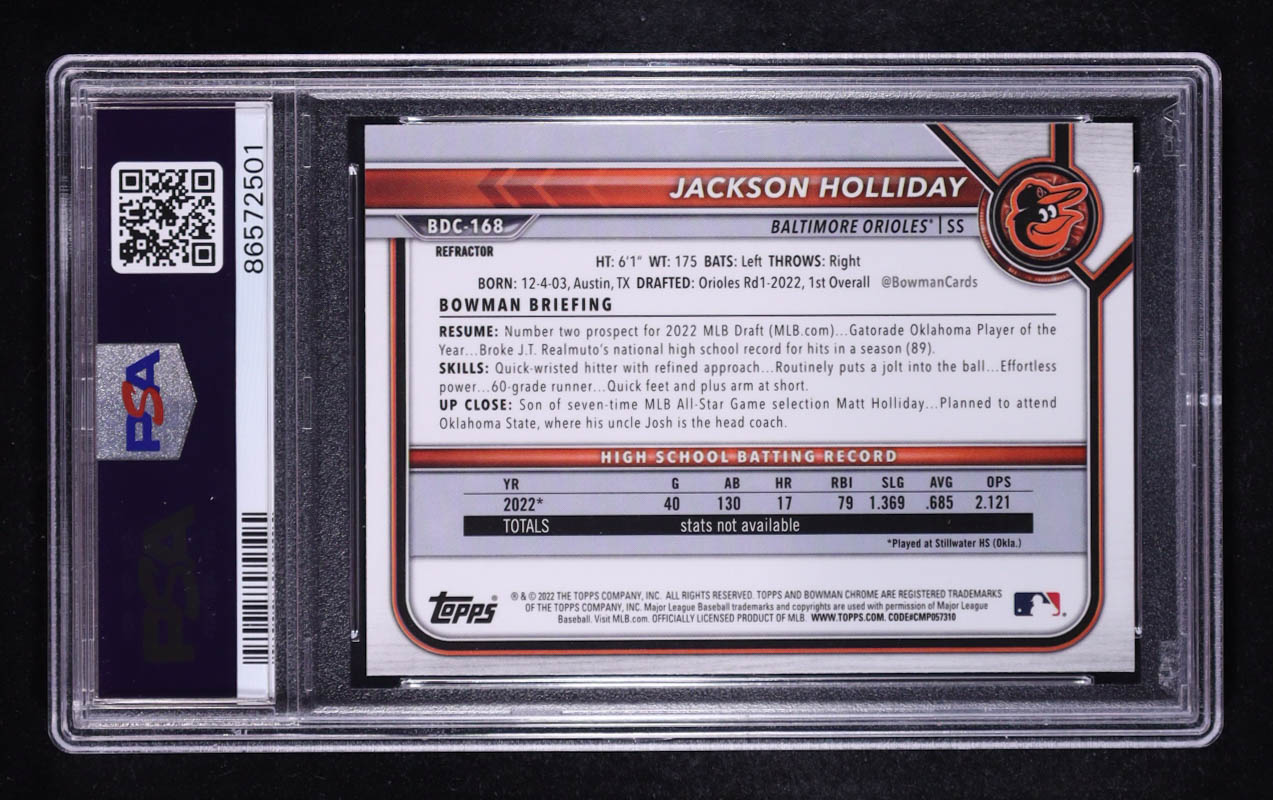 86572501
PSA
PSA
JACKSON HOLLIDAY
BDC-168
BALTIMORE ORIOLES® | SS
REFRACTOR
HT: 6'1" WT: 175 BATS: Left THROWS: Right
BORN: 12-4-03, Austin, TX DRAFTED: Orioles Rd1-2022, 1st Overall @BowmanCards
BOWMAN BRIEFING
RESUME: Number two prospect for 2022 MLB Draft (MLB.com)...Gatorade Oklahoma Player of the
Year...Broke J.T. Realmuto's national high school record for hits in a season (89).
SKILLS: Quick-wristed hitter with refined approach...Routinely puts a jolt into the ball...Effortless
power...60-grade runner...Quick feet and plus arm at short.
UP CLOSE: Son of seven-time MLB All-Star Game selection Matt Holliday...Planned to attend
Oklahoma State, where his uncle Josh is the head coach.
HIGH SCHOOL BATTING RECORD
YR G AB HR RBI SLG AVG OPS
2022* 40 130 17 79 1.369 .685 2.121
TOTALS stats not available
*Played at Stillwater HS (Okla.)
Topps®
® & © 2022 THE TOPPS COMPANY, INC. ALL RIGHTS RESERVED. TOPPS AND BOWMAN CHROME ARE REGISTERED TRADEMARKS
OF THE TOPPS COMPANY, INC. Major League Baseball trademarks and copyrights are used with permission of Major League
Baseball. Visit MLB.com. OFFICIALLY LICENSED PRODUCT OF MLB. WWW.TOPPS.COM. CODE#CMP057310